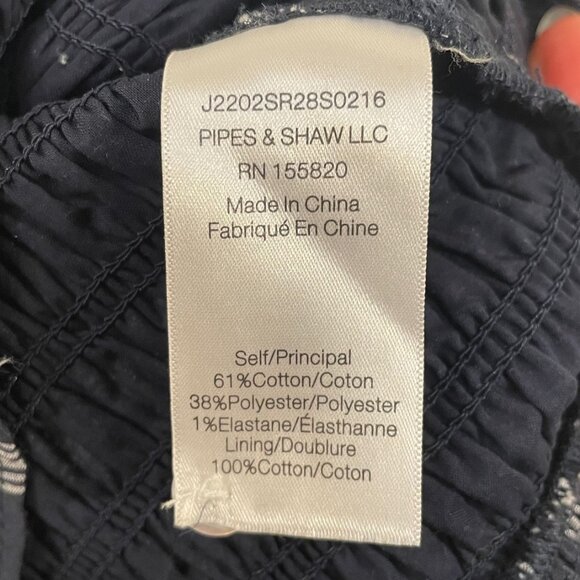 J2202SR28S0216
PIPES & SHAW LLC
RN 155820
Made In China
Fabriqué En Chine
Self/Principal
61%Cotton/Coton
38%Polyester/Polyester
1%Elastane/Élasthanne
Lining/Doublure
100%Cotton/Coton